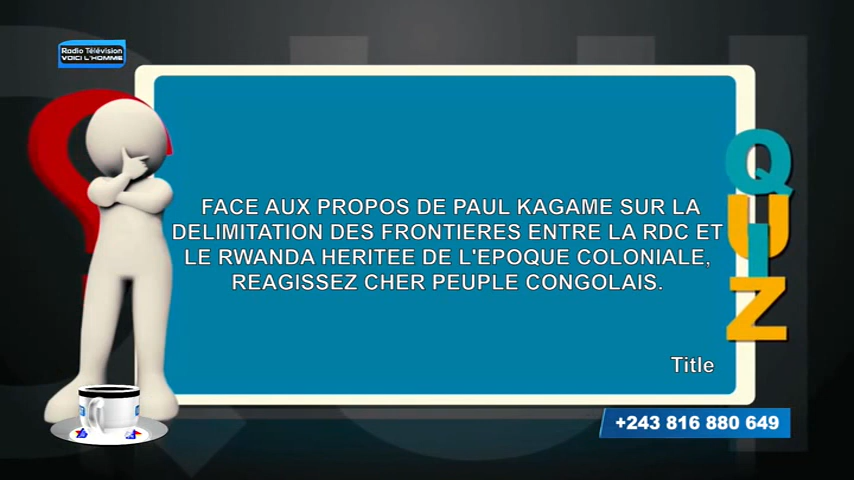 Radio Télévision
VOICI L'HOMME
FACE AUX PROPOS DE PAUL KAGAME SUR LA
DELIMITATION DES FRONTIERES ENTRE LA RDC ET
LE RWANDA HERITEE DE L'EPOQUE COLONIALE,
REAGISSEZ CHER PEUPLE CONGOLAIS.
QUIZ
Title
+243 816 880 649